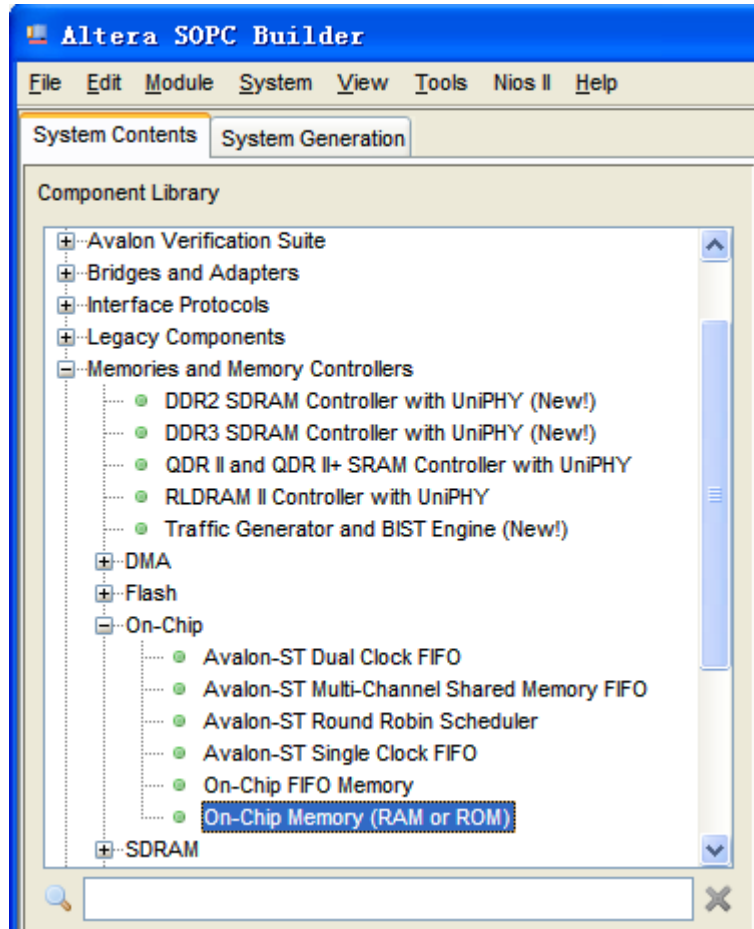 Altera SOPC Builder
File Edit Module System View Tools Nios II Help
System Contents System Generation
Component Library
Avalon Verification Suite
Bridges and Adapters
Interface Protocols
Legacy Components
Memories and Memory Controllers
DDR2 SDRAM Controller with UniPHY (New!)
DDR3 SDRAM Controller with UniPHY (New!)
QDR II and QDR II+ SRAM Controller with UniPHY
RLDRAM II Controller with UniPHY
Traffic Generator and BIST Engine (New!)
DMA
Flash
On-Chip
Avalon-ST Dual Clock FIFO
Avalon-ST Multi-Channel Shared Memory FIFO
Avalon-ST Round Robin Scheduler
Avalon-ST Single Clock FIFO
On-Chip FIFO Memory
On-Chip Memory (RAM or ROM)
SDRAM